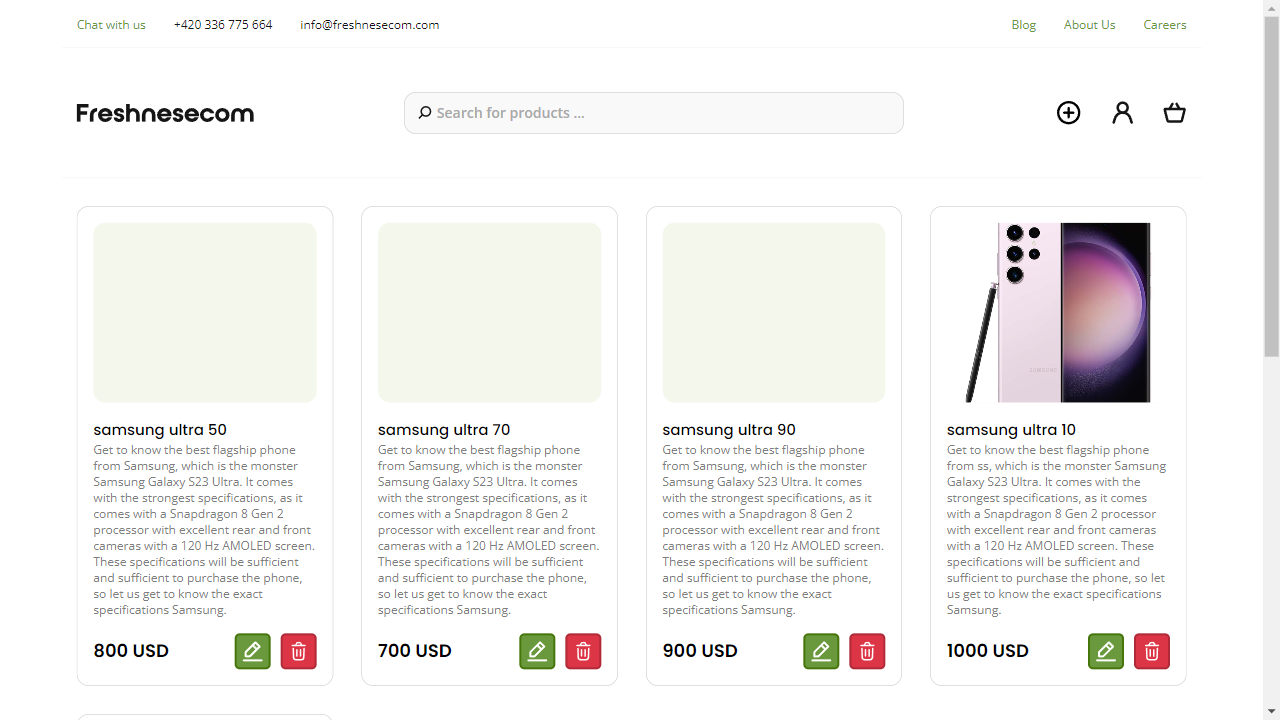 Chat with us
+420 336 775 664
info@freshnesecom.com
Blog
About Us
Careers
Freshnesecom
Search for products ...
samsung ultra 50
Get to know the best flagship phone
from Samsung, which is the monster
Samsung Galaxy S23 Ultra. It comes
with the strongest specifications, as it
comes with a Snapdragon 8 Gen 2
processor with excellent rear and front
cameras with a 120 Hz AMOLED screen.
These specifications will be sufficient
and sufficient to purchase the phone,
so let us get to know the exact
specifications Samsung.
800 USD
samsung ultra 70
Get to know the best flagship phone
from Samsung, which is the monster
Samsung Galaxy S23 Ultra. It comes
with the strongest specifications, as it
comes with a Snapdragon 8 Gen 2
processor with excellent rear and front
cameras with a 120 Hz AMOLED screen.
These specifications will be sufficient
and sufficient to purchase the phone,
so let us get to know the exact
specifications Samsung.
700 USD
samsung ultra 90
Get to know the best flagship phone
from Samsung, which is the monster
Samsung Galaxy S23 Ultra. It comes
with the strongest specifications, as it
comes with a Snapdragon 8 Gen 2
processor with excellent rear and front
cameras with a 120 Hz AMOLED screen.
These specifications will be sufficient
and sufficient to purchase the phone,
so let us get to know the exact
specifications Samsung.
900 USD
SAMSUNG
samsung ultra 10
Get to know the best flagship phone
from ss, which is the monster Samsung
Galaxy S23 Ultra. It comes with the
strongest specifications, as it comes
with a Snapdragon 8 Gen 2 processor
with excellent rear and front cameras
with a 120 Hz AMOLED screen. These
specifications will be sufficient and
sufficient to purchase the phone, so let
us get to know the exact specifications
Samsung.
1000 USD